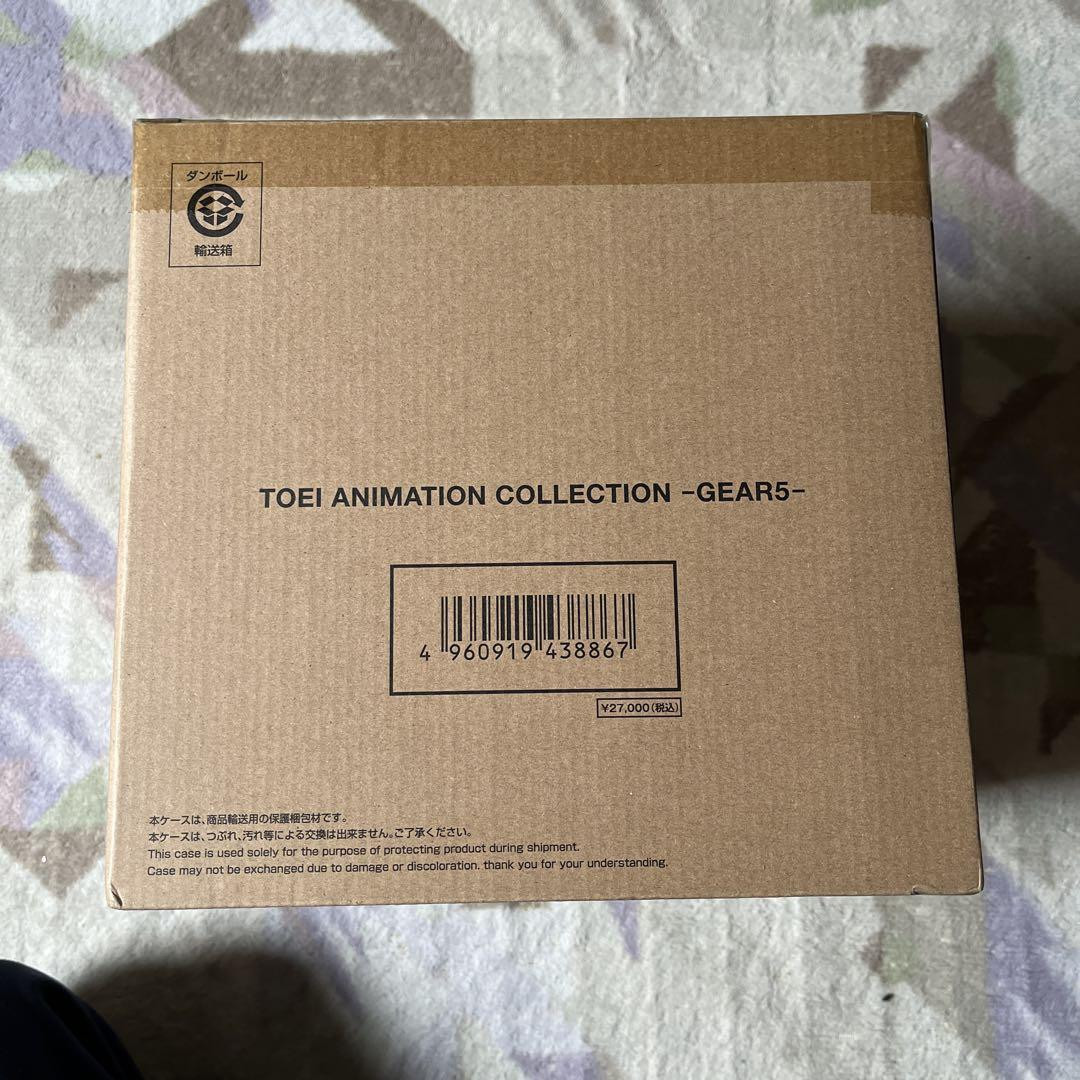 ダンボール
輸送箱
TOEI ANIMATION COLLECTION -GEAR5-
4 960919 438867
¥27,000(税込)
本ケースは、商品輸送用の保護梱包材です。
本ケースは、つぶれ、汚れ等による交換は出来ません。ご了承ください。
This case is used solely for the purpose of protecting product during shipment.
Case may not be exchanged due to damage or discoloration. thank you for your understanding.